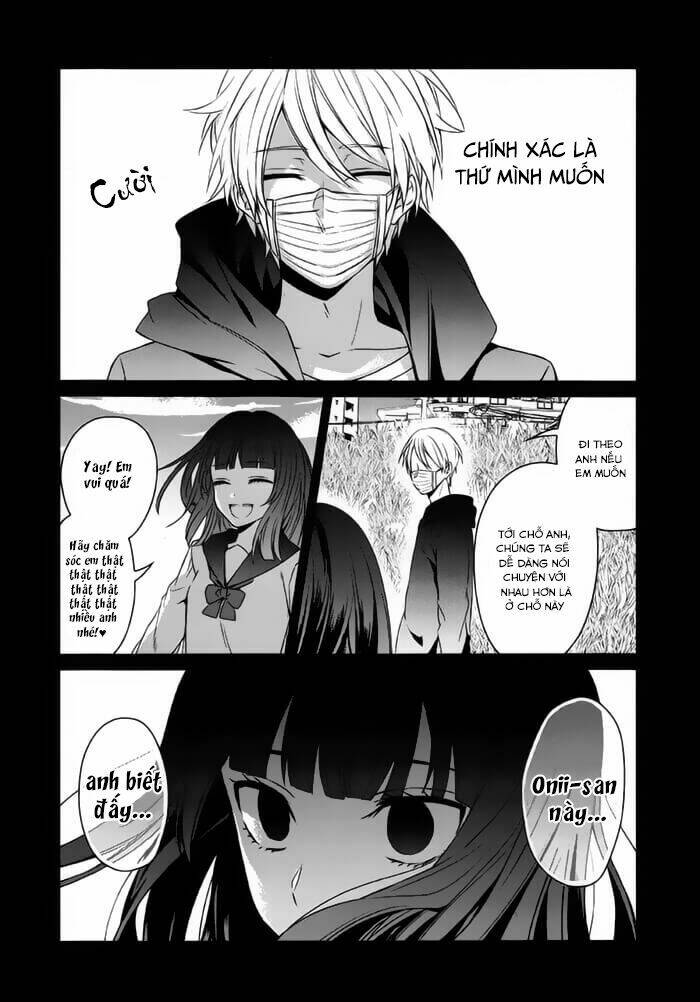 CHÍNH XÁC LÀ
THỨ MÌNH MUỐN
Cười
ĐI THEO
ANH NẾU
EM MUỐN
TỚI CHỖ ANH,
CHÚNG TA SẼ
DỄ DÀNG NÓI
CHUYỆN VỚI
NHAU HƠN LÀ
Ở CHỖ NÀY
Yay! Em
vui quá!
Hãy chăm
sóc em thật
thật thật
thật thật
thất thất
nhiều anh
nhé!♥
Onii-san
này...
anh biết
đấy...